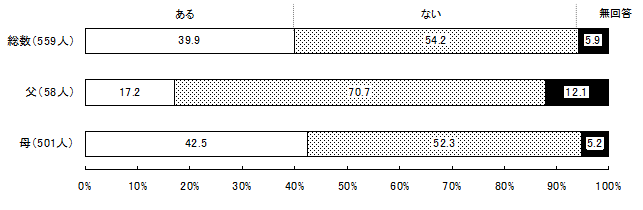 ある ない 無回答
総数(559人) 39.9 54.2 5.9
父(58人) 17.2 70.7 12.1
母(501人) 42.5 52.3 5.2
0% 10% 20% 30% 40% 50% 60% 70% 80% 90% 100%